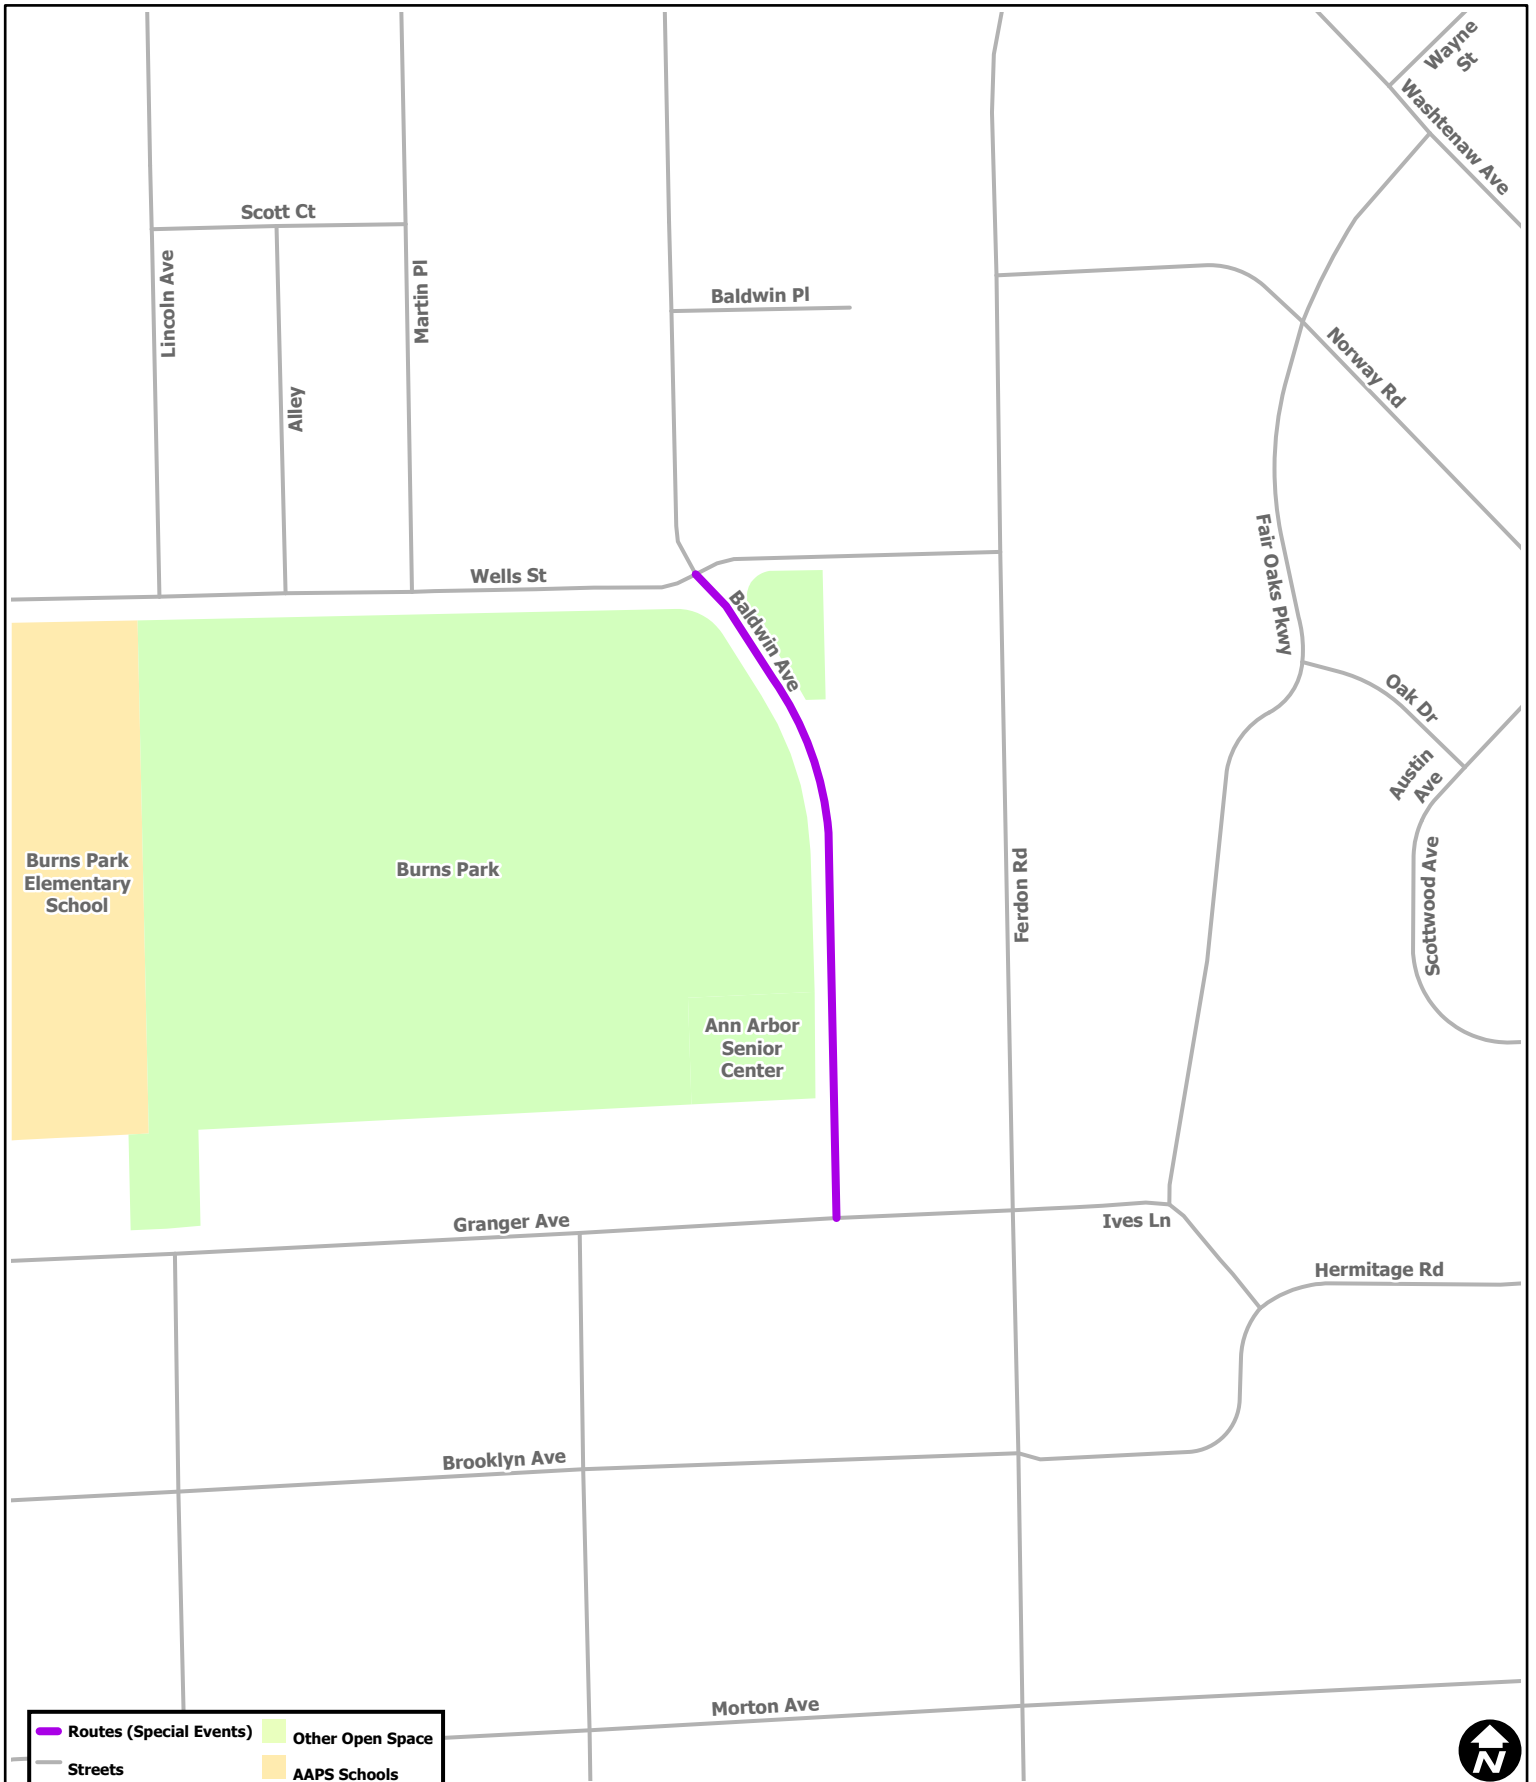 Wayne
St
Washtenaw Ave
Scott Ct
Lincoln Ave
Martin Pl
Baldwin Pl
Alley
Norway Rd
Wells St
Fair Oaks Pkwy
Baldwin Ave
Oak Dr
Austin
Ave
Burns Park
Elementary
School
Burns Park
Ferdon Rd
Scottwood Ave
Ann Arbor
Senior
Center
Granger Ave
Ives Ln
Hermitage Rd
Brooklyn Ave
Morton Ave
Routes (Special Events)
Other Open Space
Streets
AAPS Schools
N